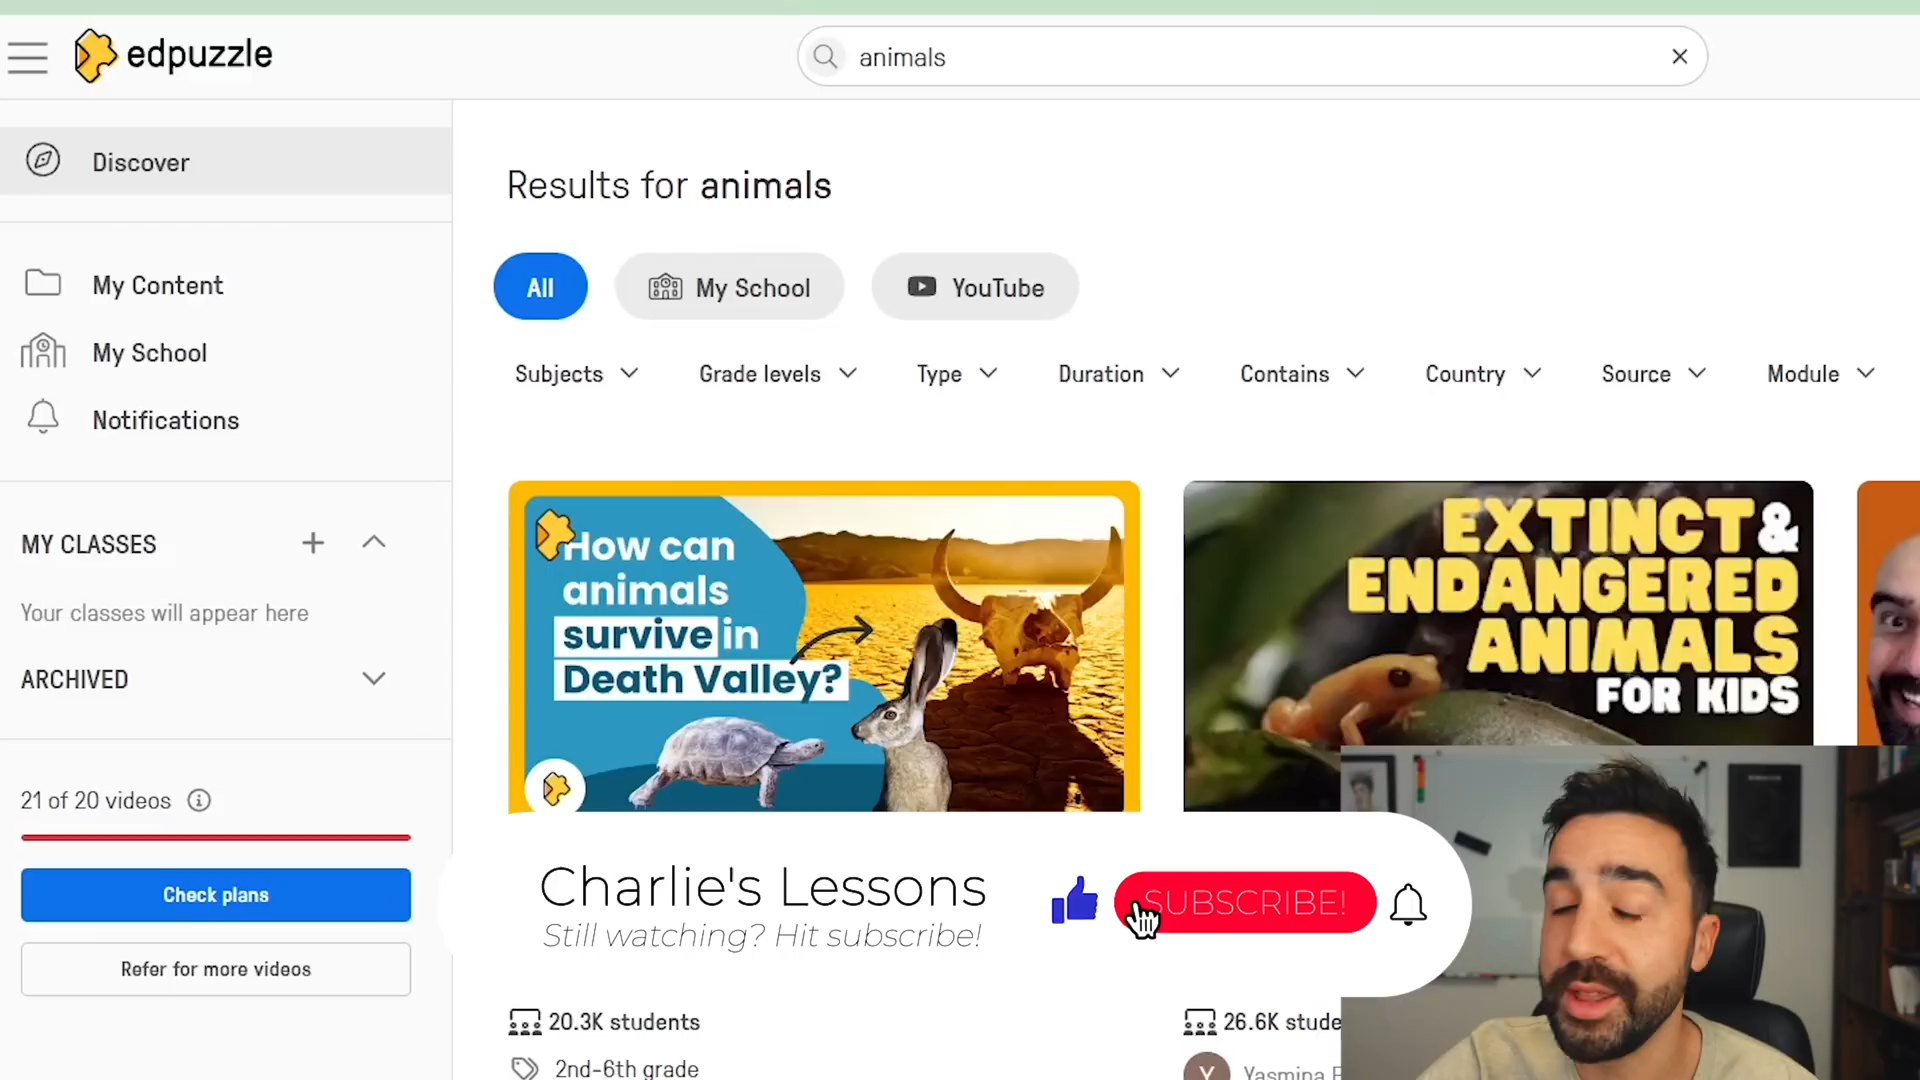 edpuzzle
animals
Discover
My Content
My School
Notifications
MY CLASSES
Your classes will appear here
ARCHIVED
21 of 20 videos
Check plans
Refer for more videos
Results for animals
All
My School
YouTube
Subjects
Grade levels
Type
Duration
Contains
Country
Source
Module
How can
animals
survive in
Death Valley?
EXTINCT &
ENDANGERED
ANIMALS
FOR KIDS
Charlie's Lessons
Still watching? Hit subscribe!
SUBSCRIBE!
20.3K students
2nd-6th grade
26.6K stude
Y
Yasmina